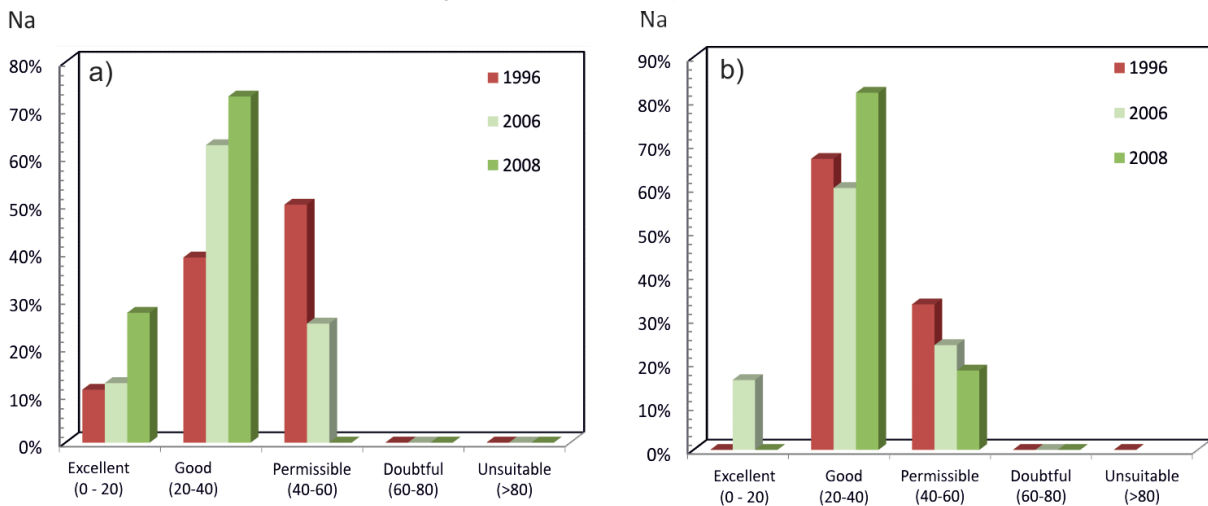 Na
a)
80%
70%
60%
50%
40%
30%
20%
10%
0%
1996
2006
2008
Excellent
(0 - 20)
Good
(20-40)
Permissible
(40-60)
Doubtful
(60-80)
Unsuitable
(>80)
Na
b)
90%
80%
70%
60%
50%
40%
30%
20%
10%
0%
1996
2006
2008
Excellent
(0 - 20)
Good
(20-40)
Permissible
(40-60)
Doubtful
(60-80)
Unsuitable
(>80)